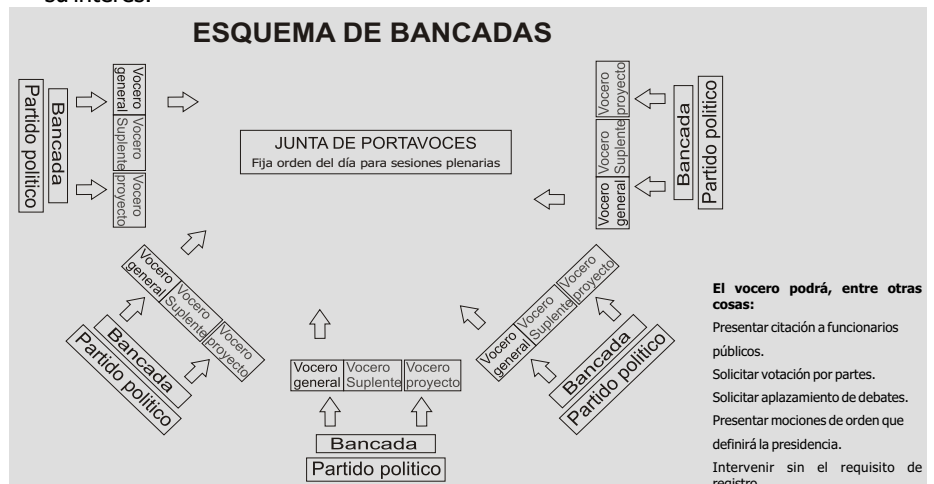 su interés.
ESQUEMA DE BANCADAS
Partido politico
Bancada
Vocero
general
Vocero
Suplente
Vocero
proyecto
JUNTA DE PORTAVOCES
Fija orden del día para sesiones plenarias
Vocero
proyecto
Vocero
Suplente
Vocero
general
Bancada
Partido politico
Vocero
general
Vocero
Suplente
Vocero
proyecto
Bancada
Partido politico
Vocero
general
Vocero
Suplente
Vocero
proyecto
Bancada
Partido politico
Vocero
general
Vocero
Suplente
Vocero
proyecto
Bancada
Partido politico
El vocero podrá, entre otras
cosas:
Presentar citación a funcionarios
públicos.
Solicitar votación por partes.
Solicitar aplazamiento de debates.
Presentar mociones de orden que
definirá la presidencia.
Intervenir sin el requisito de
registro